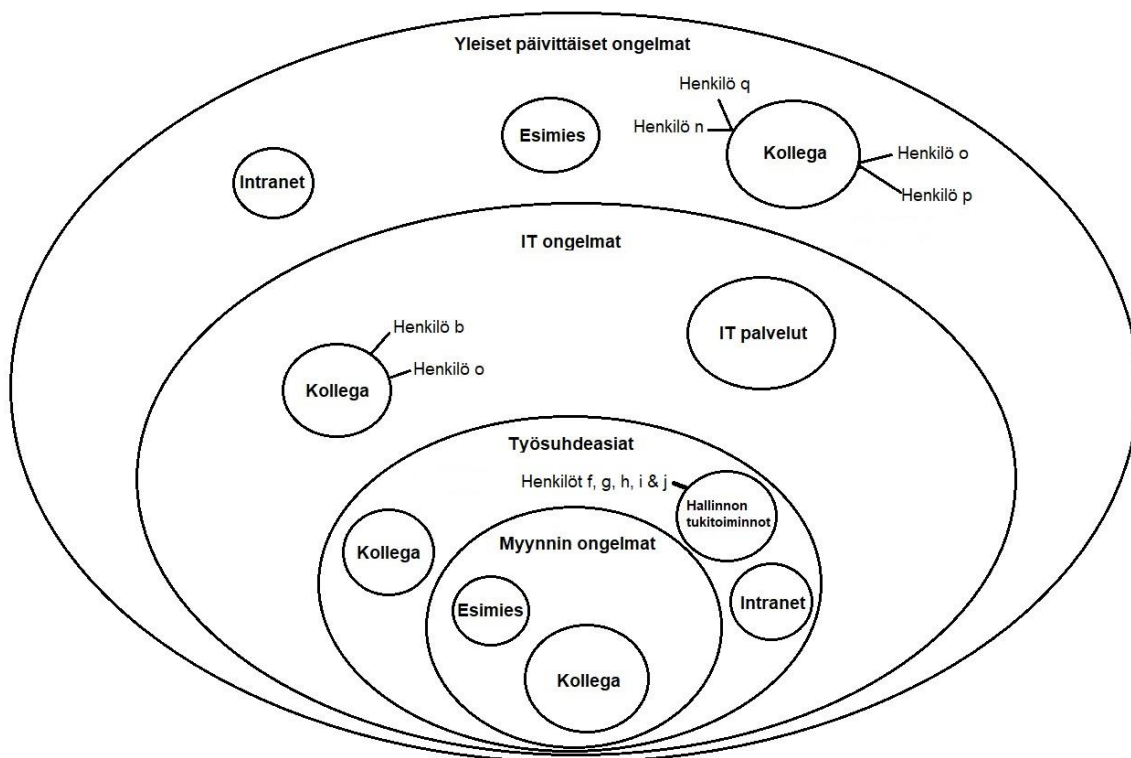 Yleiset päivittäiset ongelmat
Henkilö q
Henkilö n
Esimies
Kollega
Henkilö o
Henkilö p
Intranet
IT ongelmat
Henkilö b
Henkilö o
Kollega
IT palvelut
Työsuhdeasiat
Henkilöt f, g, h, i & j
Hallinnon
tukitoiminnot
Kollega
Myynnin ongelmat
Esimies
Intranet
Kollega